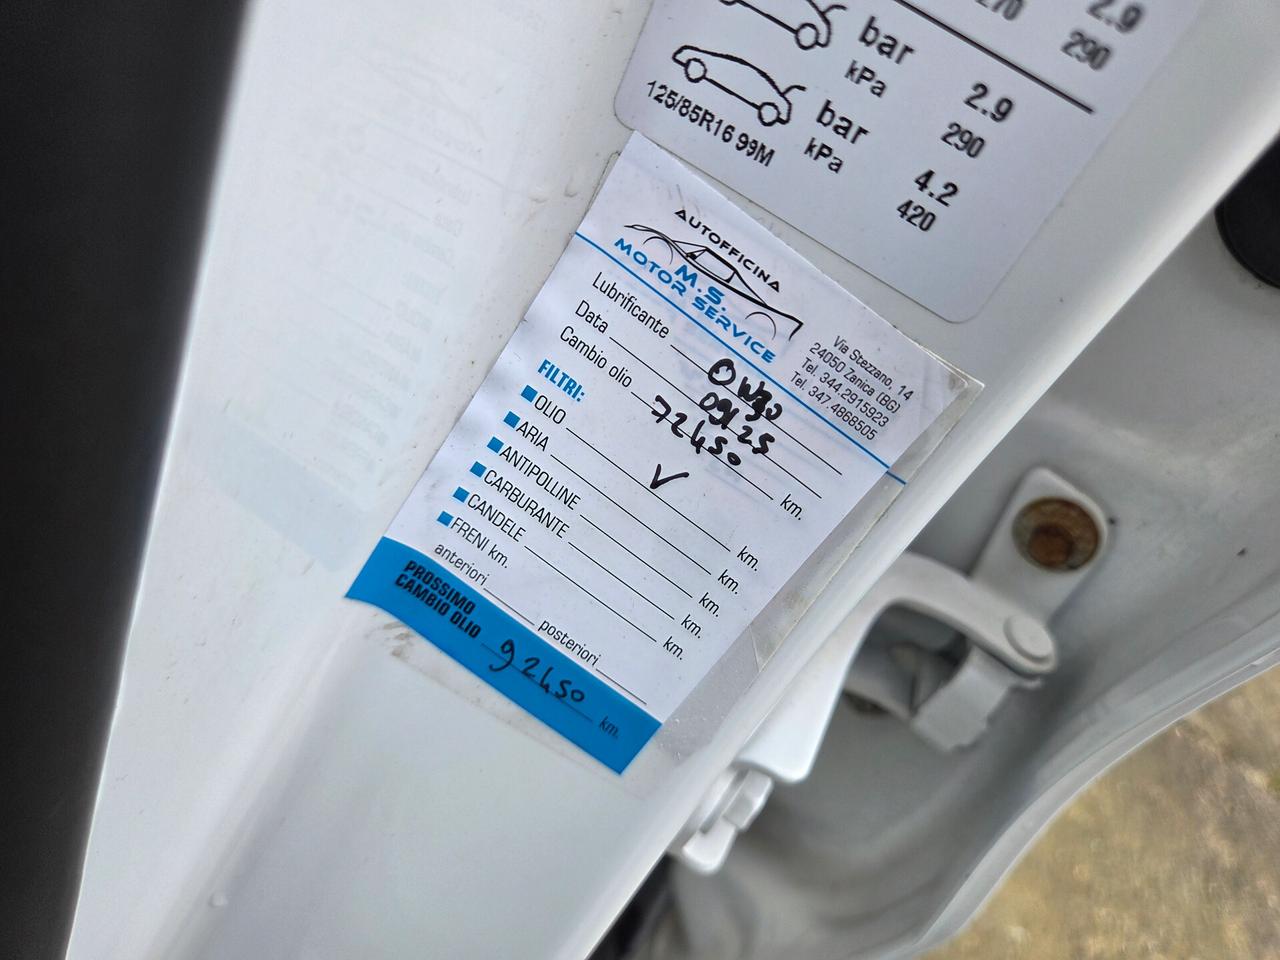 2.9
270 290
bar 2.9
kPa 290
bar 4.2
kPa 420
125/85R16 99M
AUTOFFICINA
M.S.
MOTOR SERVICE
Via Stezzano, 14
24050 Zanica (BG)
Tel. 344.2915923
Tel. 347.4868505
Lubrificante 0W30
Data 09/25
Cambio olio 72450 km.
FILTRI:
OLIO V km.
ARIA km.
ANTIPOLLINE km.
CARBURANTE km.
CANDELE km.
FRENI km.
anteriori posteriori
PROSSIMO
CAMBIO OLIO 92450 km.